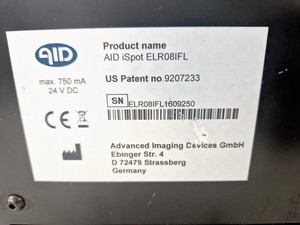 AID
Product name
AID iSpot ELR08IFL
max. 750 mA
24 V DC
US Patent no.9207233
SN
ELR08IFL1609250
CE
Advanced Imaging Devices GmbH
Ebinger Str. 4
D 72479 Strassberg
Germany